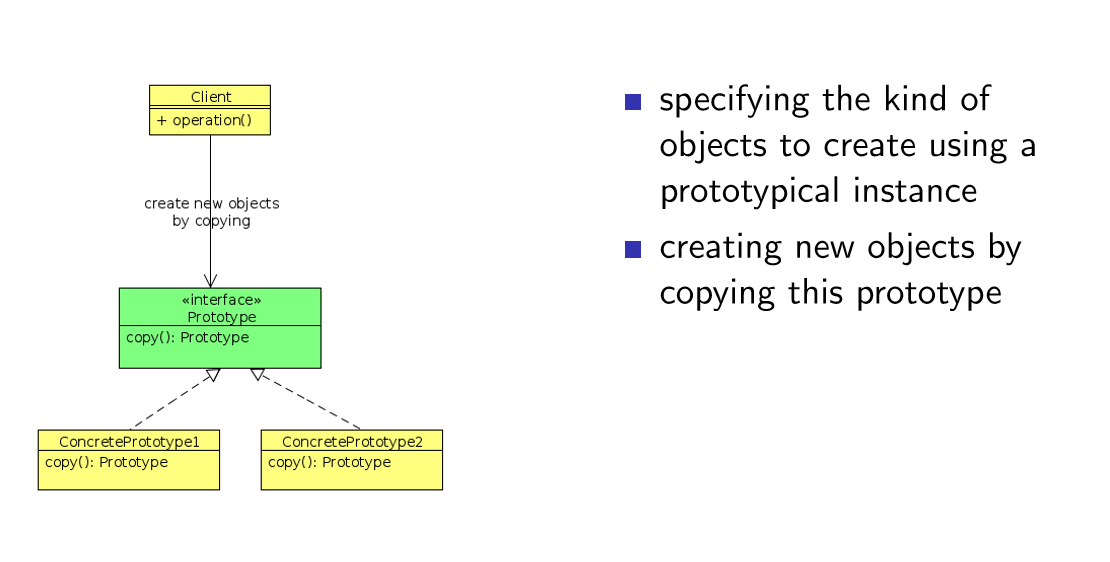 Client
+ operation()
create new objects
by copying
«interface»
Prototype
copy(): Prototype
ConcretePrototype1
copy(): Prototype
ConcretePrototype2
copy(): Prototype
specifying the kind of
objects to create using a
prototypical instance
creating new objects by
copying this prototype